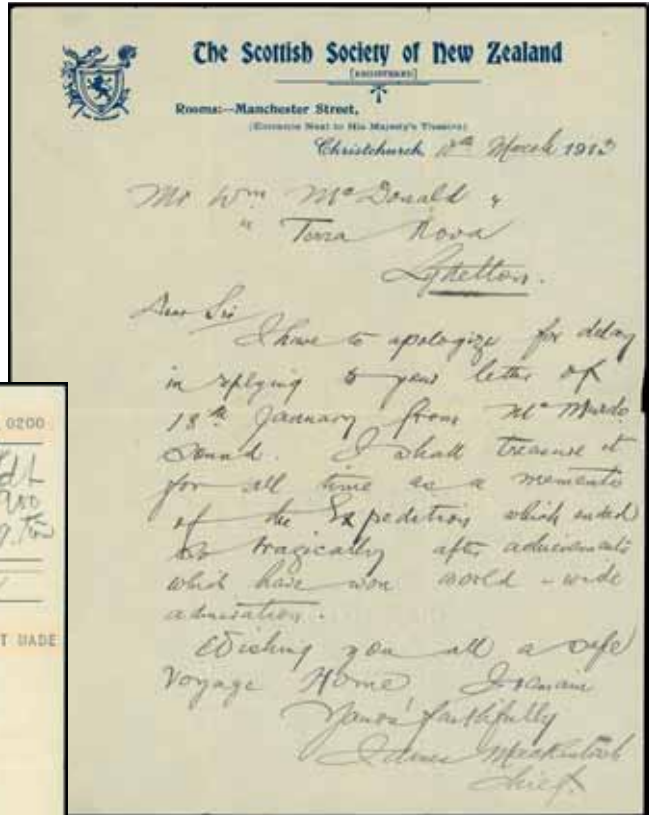 The Scottish Society of New Zealand
[REGISTERED]
Rooms:—Manchester Street,
(Entrance Next to His Majesty's Theatre)
Christchurch March 1913
Mr Wm McDonald
"Terra Nova
Lyttelton.
Dear Sir
I have to apologize for delay
in replying to your letter of
18th January from McMurdo
Sound. I shall treasure it
for all time as a memento
of the Expedition which ended
so tragically after achievements
which have won world-wide
admiration.
Wishing you all a safe
Voyage Home, I remain
Yours faithfully
James Mackintosh
Chief.
0200
T MADE